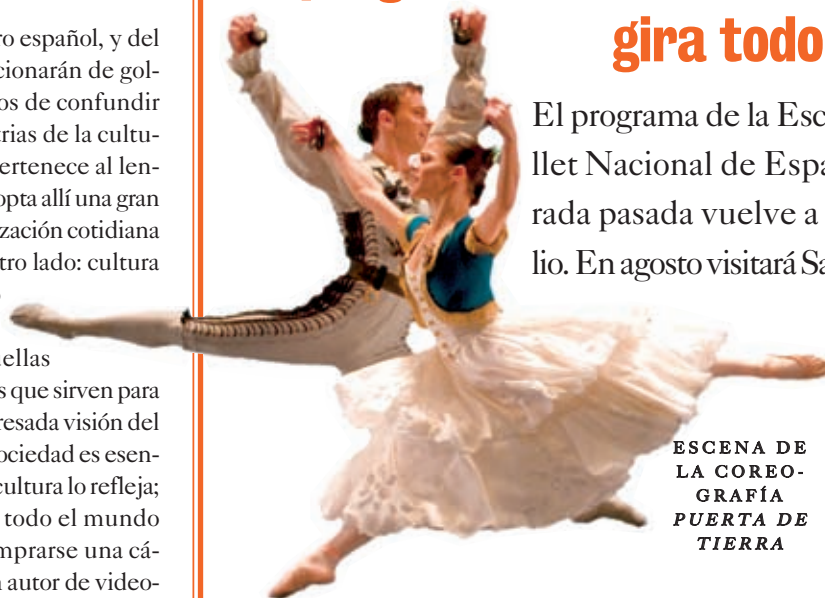 ro español, y del
cionarán de gol-
os de confundir
rias de la cultu-
ertenece al len-
opta allí una gran
zación cotidiana
tro lado: cultura
ellas
s que sirven para
resada visión del
ociedad es esen-
cultura lo refleja;
todo el mundo
mprarse una cá-
autor de video-
gira todo
El programa de la Esc
llet Nacional de Espa
rada pasada vuelve a
lio. En agosto visitará Sa
ESCENA DE
LA COREO-
GRAFÍA
PUERTA DE
TIERRA